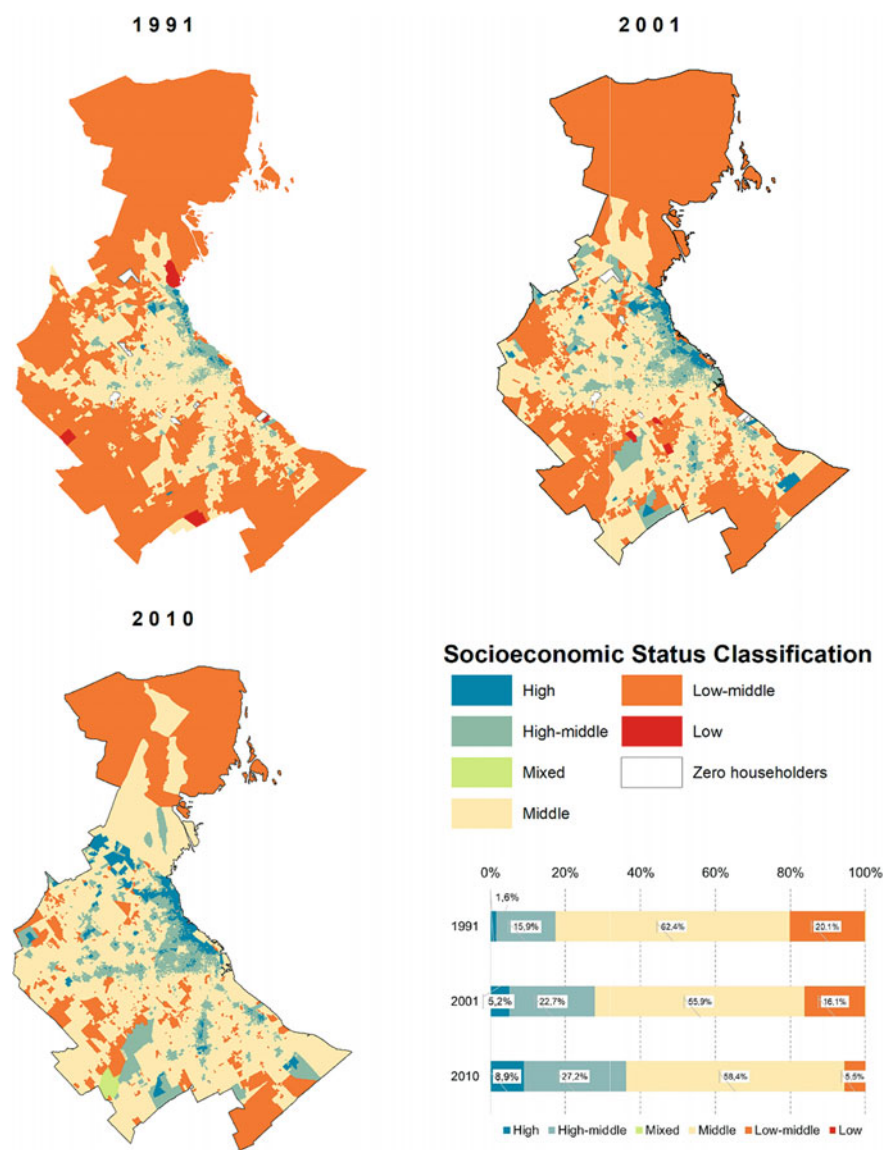 1991
2001
2010
Socioeconomic Status Classification
High
Low-middle
High-middle
Low
Mixed
Zero householders
Middle
0% 20% 40% 60% 80% 100%
1,6%
1991 15,9% 62,4% 20,1%
2001 5,2% 22,7% 55,9% 16,1%
2010 8,9% 27,2% 58,4% 5,5%
High High-middle Mixed Middle Low-middle Low